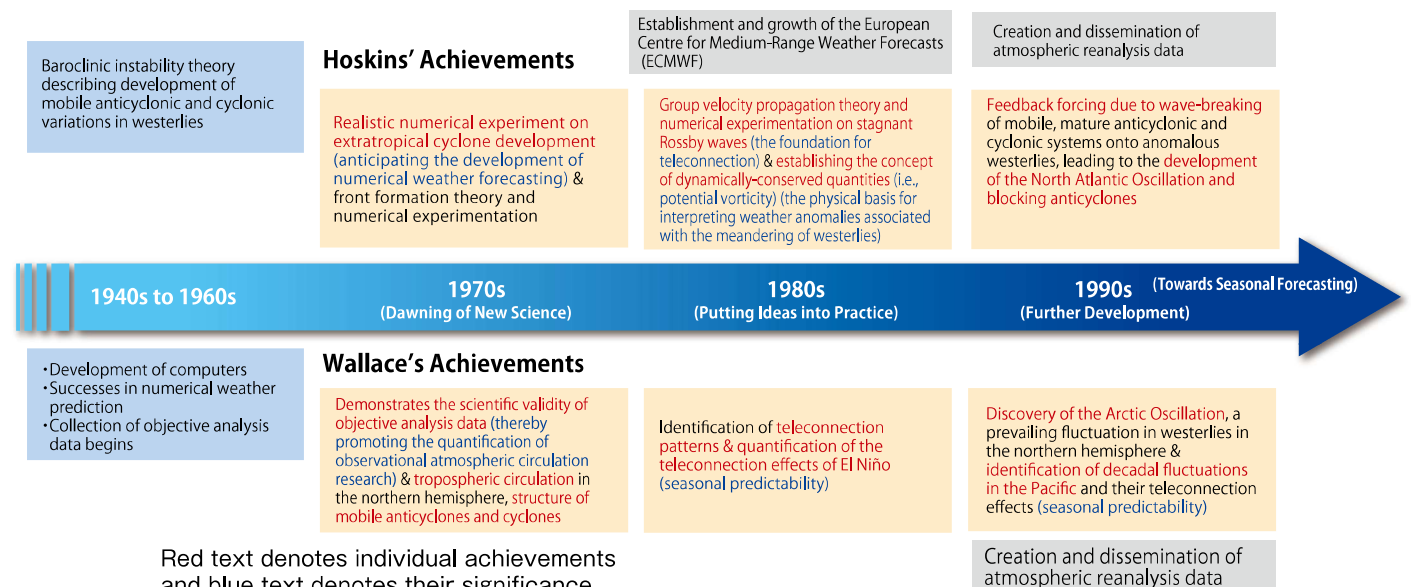 Baroclinic instability theory
describing development of
mobile anticyclonic and cyclonic
variations in westerlies
Hoskins' Achievements
Realistic numerical experiment on
extratropical cyclone development
(anticipating the development of
numerical weather forecasting) &
front formation theory and
numerical experimentation
Establishment and growth of the European
Centre for Medium-Range Weather Forecasts
(ECMWF)
Group velocity propagation theory and
numerical experimentation on stagnant
Rossby waves (the foundation for
teleconnection) & establishing the concept
of dynamically-conserved quantities (i.e.,
potential vorticity) (the physical basis for
interpreting weather anomalies associated
with the meandering of westerlies)
Creation and dissemination of
atmospheric reanalysis data
Feedback forcing due to wave-breaking
of mobile, mature anticyclonic and
cyclonic systems onto anomalous
westerlies, leading to the development
of the North Atlantic Oscillation and
blocking anticyclones
1940s to 1960s
1970s
(Dawning of New Science)
1980s
(Putting Ideas into Practice)
1990s
(Further Development)
(Towards Seasonal Forecasting)
・Development of computers
・Successes in numerical weather
prediction
・Collection of objective analysis
data begins
Wallace's Achievements
Demonstrates the scientific validity of
objective analysis data (thereby
promoting the quantification of
observational atmospheric circulation
research) & tropospheric circulation in
the northern hemisphere, structure of
mobile anticyclones and cyclones
Identification of teleconnection
patterns & quantification of the
teleconnection effects of El Niño
(seasonal predictability)
Discovery of the Arctic Oscillation, a
prevailing fluctuation in westerlies in
the northern hemisphere &
identification of decadal fluctuations
in the Pacific and their teleconnection
effects (seasonal predictability)
Creation and dissemination of
atmospheric reanalysis data
Red text denotes individual achievements
and blue text denotes their significance